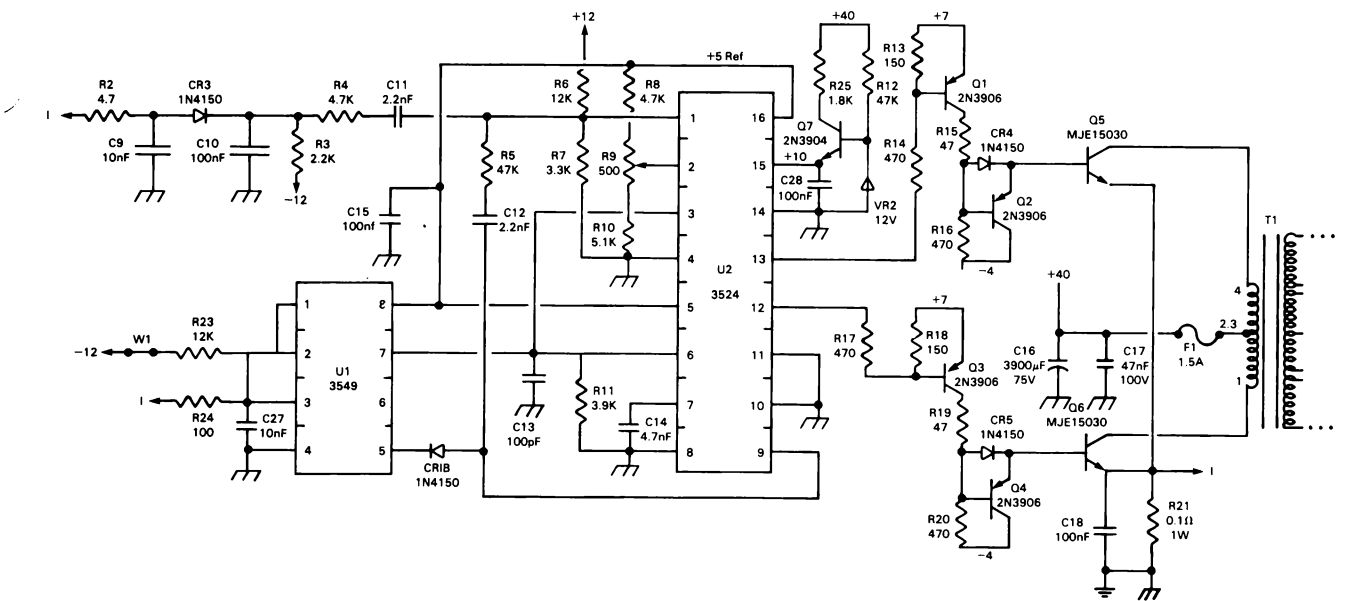 +12
+40
+7
+5 Ref
R2
4.7
CR3
1N4150
R4
4.7K
C11
2.2nF
R6
12K
R8
4.7K
R25
1.8K
R12
47K
R13
150
Q1
2N3906
I
C9
10nF
C10
100nF
R3
2.2K
-12
R5
47K
R7
3.3K
R9
500
1
16
Q7
2N3904
+10
R14
470
R15
47
CR4
1N4150
Q5
MJE15030
2
15
C28
100nF
VR2
12V
Q2
2N3906
C15
100nf
C12
2.2nF
R10
5.1K
3
14
R16
470
-4
T1
4
13
U2
3524
1
8
5
12
+7
+40
4
2.3
1
R23
12K
W1
-12
2
7
U1
3549
6
11
R17
470
R18
150
Q3
2N3906
C16
3900μF
75V
C17
47nF
100V
F1
1.5A
I
R24
100
C27
10nF
3
6
C13
100pF
R11
3.9K
7
10
C14
4.7nF
R19
47
CR5
1N4150
Q6
MJE15030
4
5
CRIB
1N4150
8
9
I
Q4
2N3906
R20
470
-4
C18
100nF
R21
0.1Ω
1W